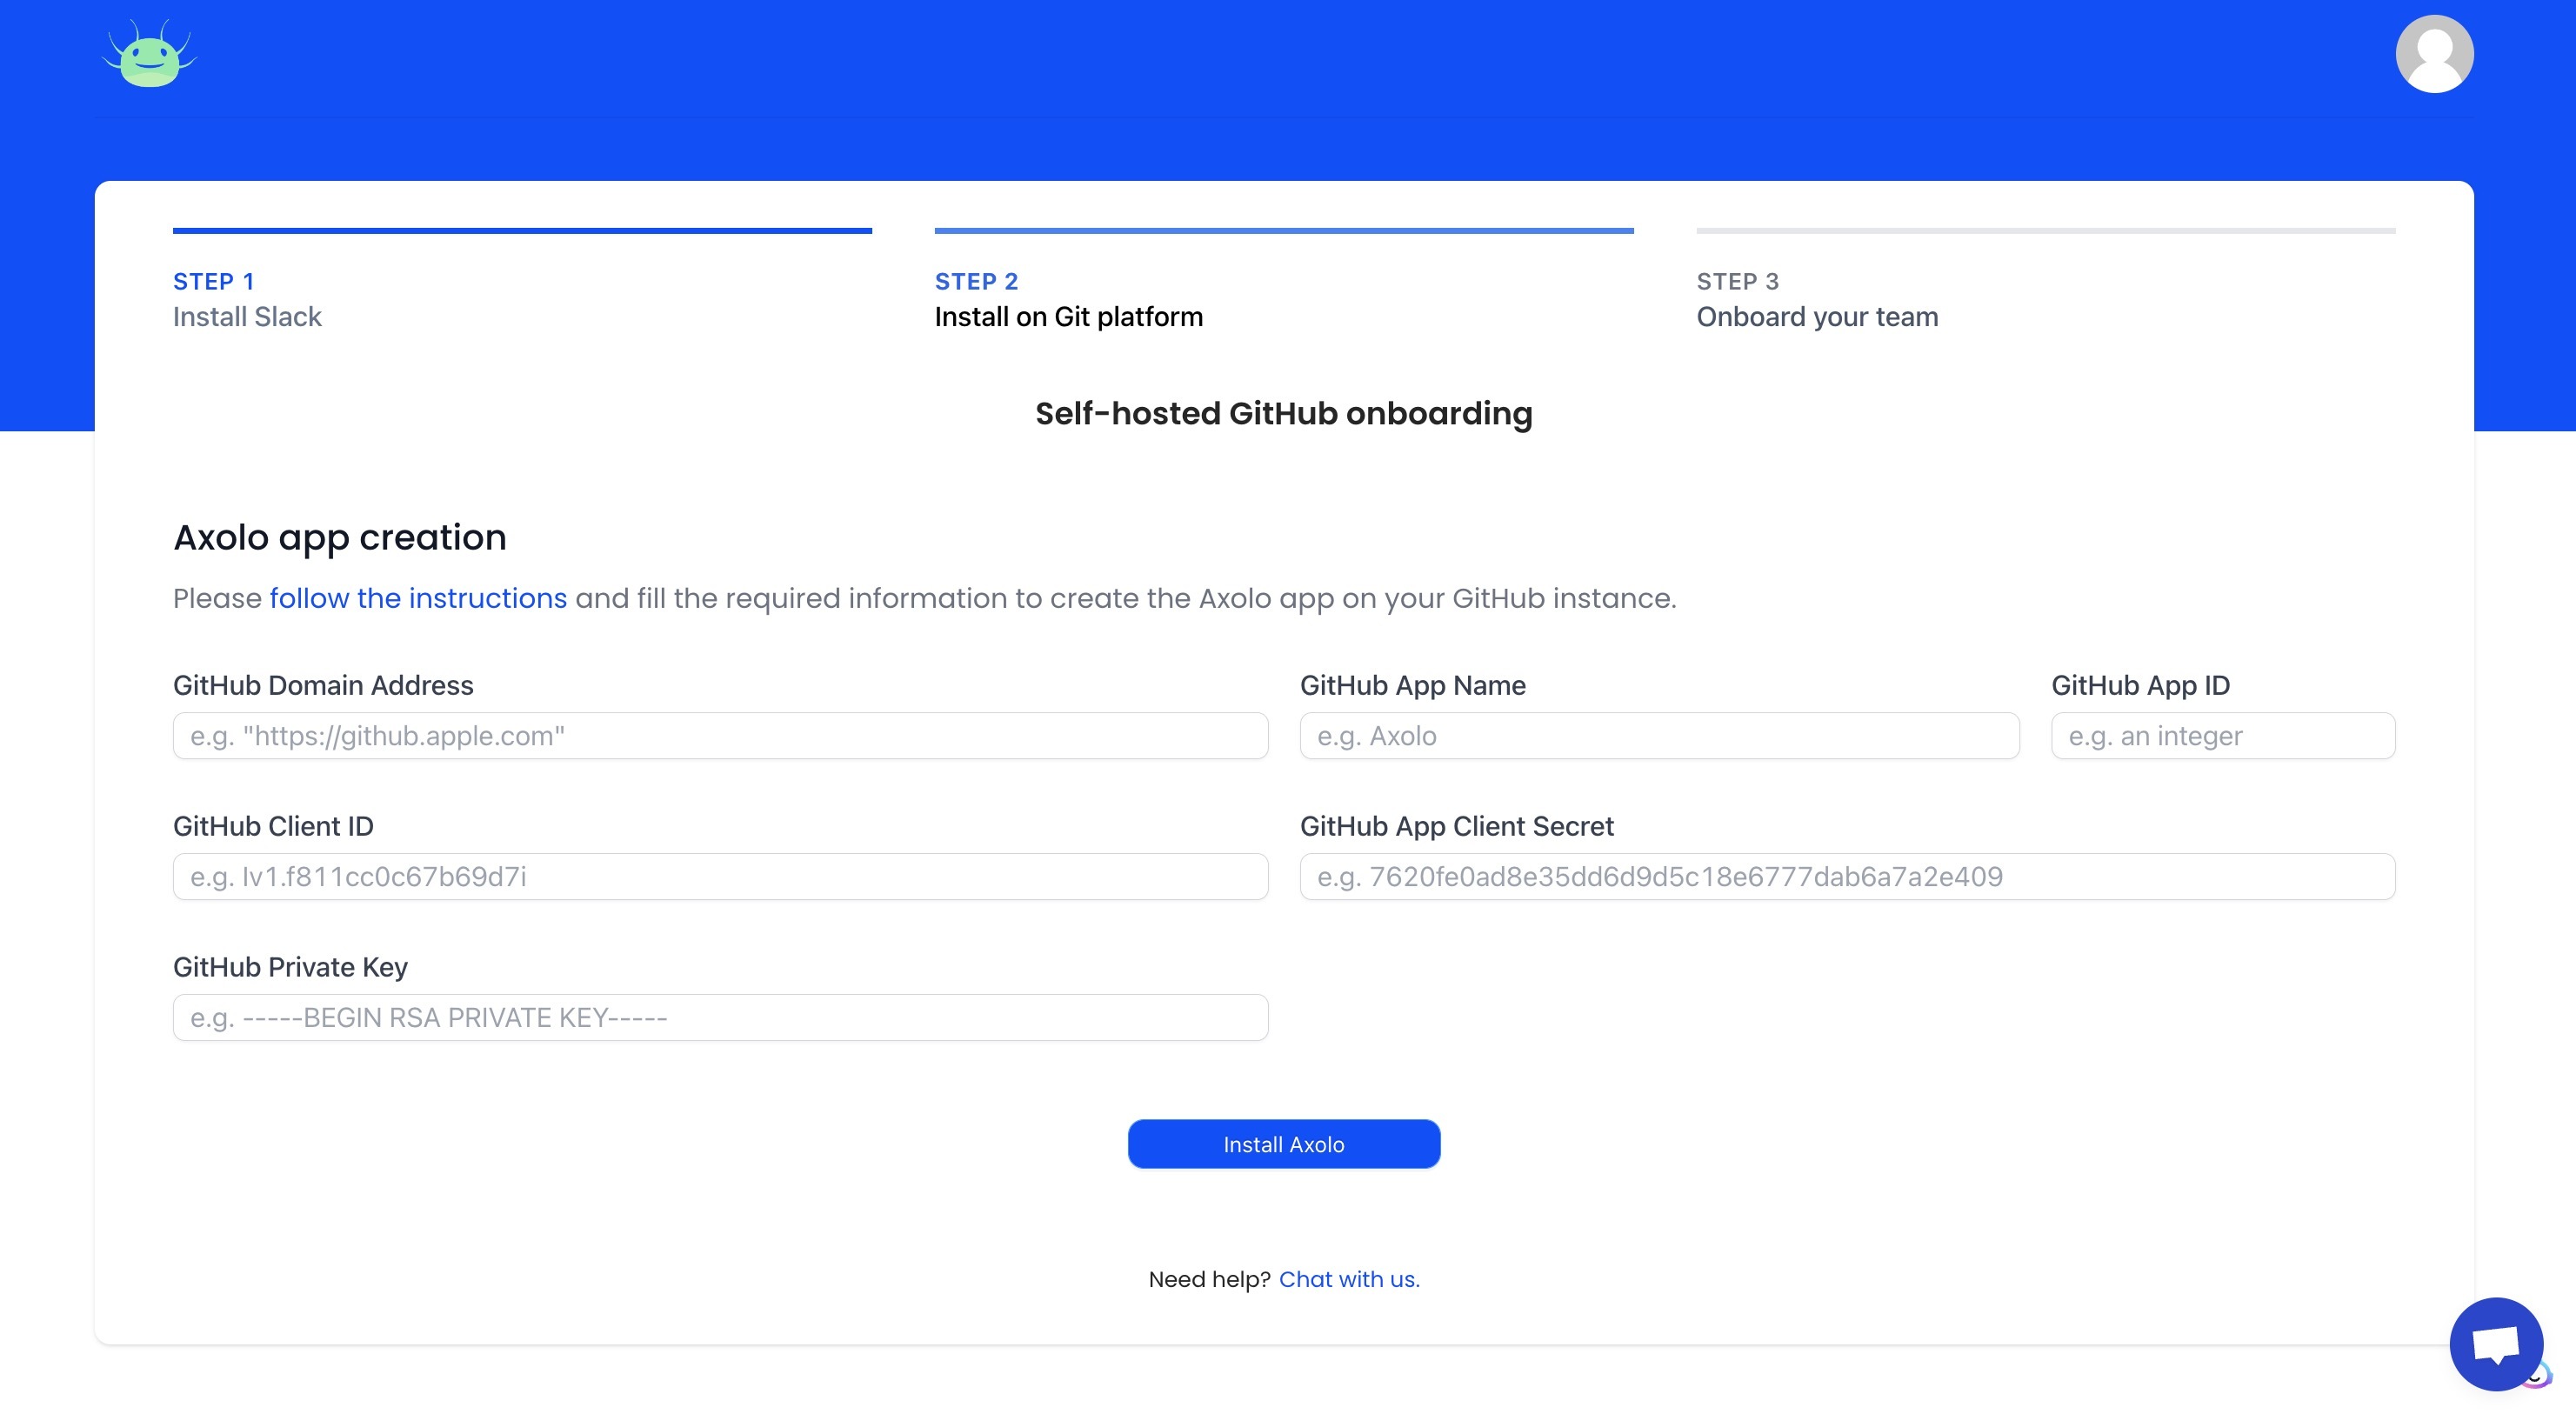 STEP 1
Install Slack
STEP 2
Install on Git platform
STEP 3
Onboard your team
Self-hosted GitHub onboarding
Axolo app creation
Please follow the instructions and fill the required information to create the Axolo app on your GitHub instance.
GitHub Domain Address
e.g. "https://github.apple.com"
GitHub App Name
e.g. Axolo
GitHub App ID
e.g. an integer
GitHub Client ID
e.g. Iv1.f811cc0c67b69d7i
GitHub App Client Secret
e.g. 7620fe0ad8e35dd6d9d5c18e6777dab6a7a2e409
GitHub Private Key
e.g. -----BEGIN RSA PRIVATE KEY-----
Install Axolo
Need help? Chat with us.